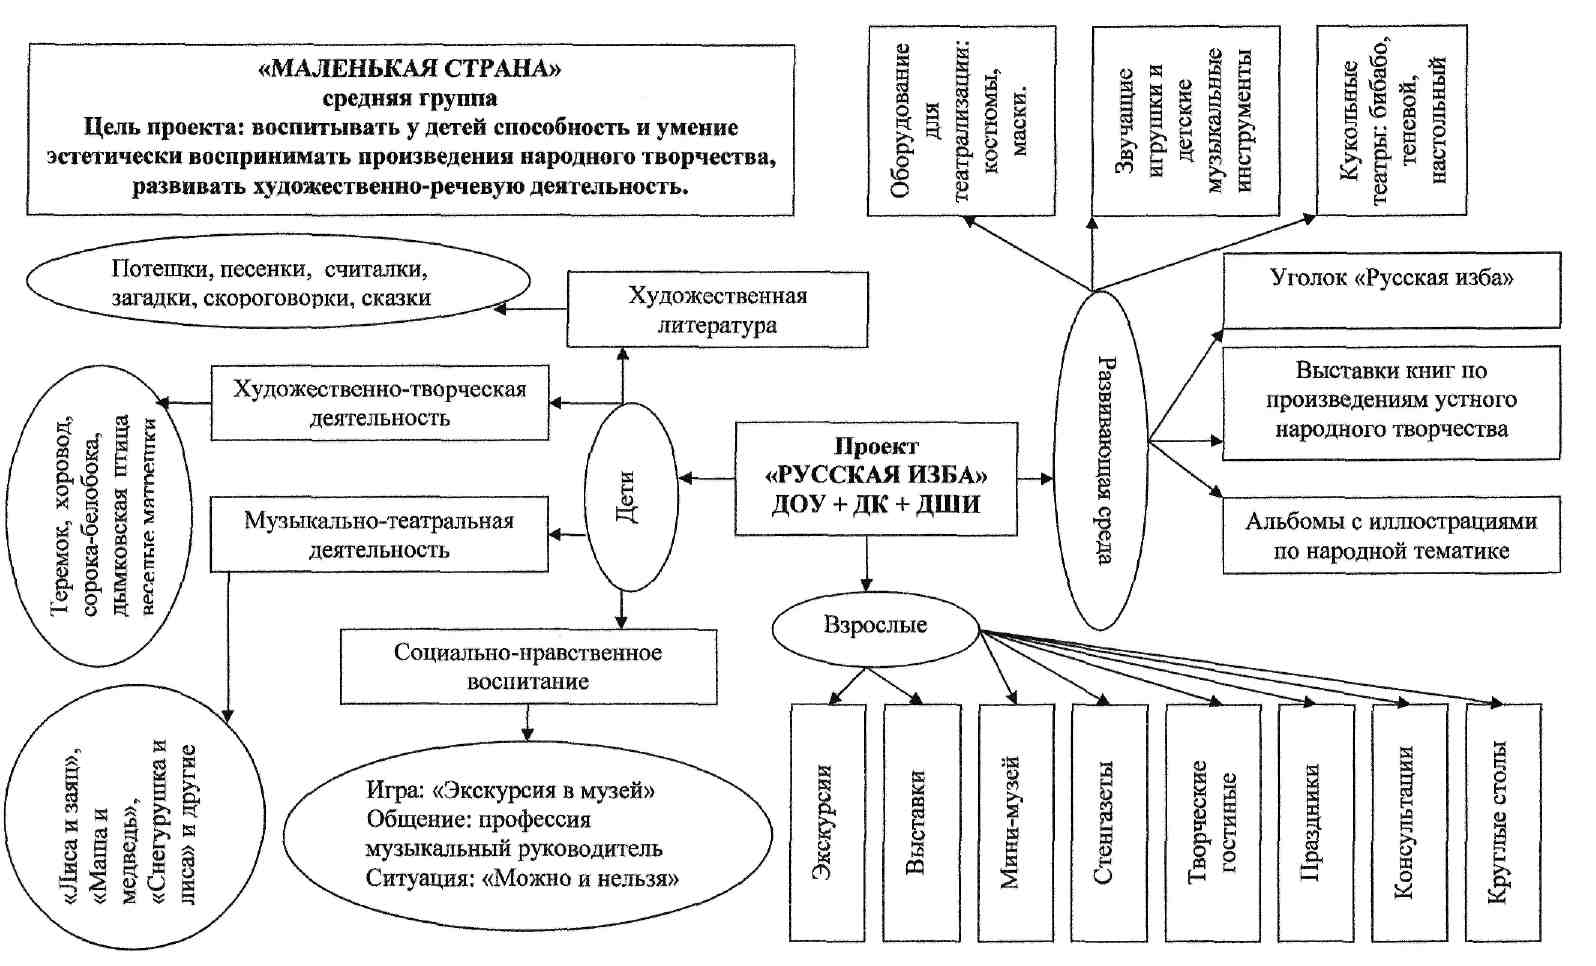 «МАЛЕНЬКАЯ СТРАНА»
средняя группа
Цель проекта: воспитывать у детей способность и умение
эстетически воспринимать произведения народного творчества,
развивать художественно-речевую деятельность.
Оборудование
для
театрализации:
костюмы,
маски.
Звучащие
игрушки и
детские
музыкальные
инструменты
Кукольные
театры: бибабо,
теневой,
настольный
Потешки, песенки, считалки,
загадки, скороговорки, сказки
Художественная
литература
Уголок «Русская изба»
Художественно-творческая
деятельность
Выставки книг по
произведениям устного
народного творчества
Теремок, хоровод,
сорока-белобока,
дымковская птица
веселые матрешки
Дети
Проект
«РУССКАЯ ИЗБА»
ДОУ + ДК + ДШИ
Развивающая среда
Музыкально-театральная
деятельность
Альбомы с иллюстрациями
по народной тематике
Взрослые
Социально-нравственное
воспитание
«Лиса и заяц»,
«Маша и
медведь»,
«Снегурушка и
лиса» и другие
Игра: «Экскурсия в музей»
Общение: профессия
музыкальный руководитель
Ситуация: «Можно и нельзя»
Экскурсии
Выставки
Мини-музей
Стенгазеты
Творческие
гостиные
Праздники
Консультации
Круглые столы